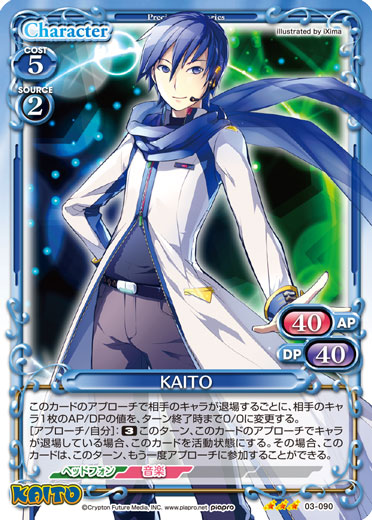 Precious Memories
Illustrated by iXima
Character
COST
5
SOURCE
2
40 AP
DP 40
KAITO
このカードのアプローチで相手のキャラが退場するごとに、相手のキャ
ラ1枚のAP/DPの値を、ターン終了時まで0/0に変更する。
[アプローチ/自分]:3このターン、このカードのアプローチでキャラ
が退場している場合、このカードを活動状態にする。その場合、この
カードは、このターン、もう一度アプローチに参加することができる。
ヘッドフォン 音楽
KAITO
©Crypton Future Media, INC. www.piapro.net piapro
03-090